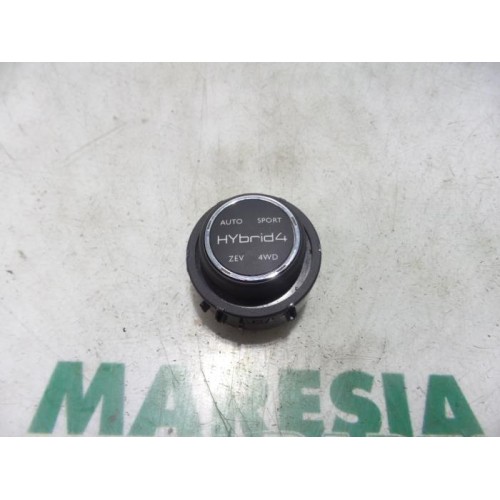 AUTO SPORT
HYbrid4
ZEV 4WD
MARESIA